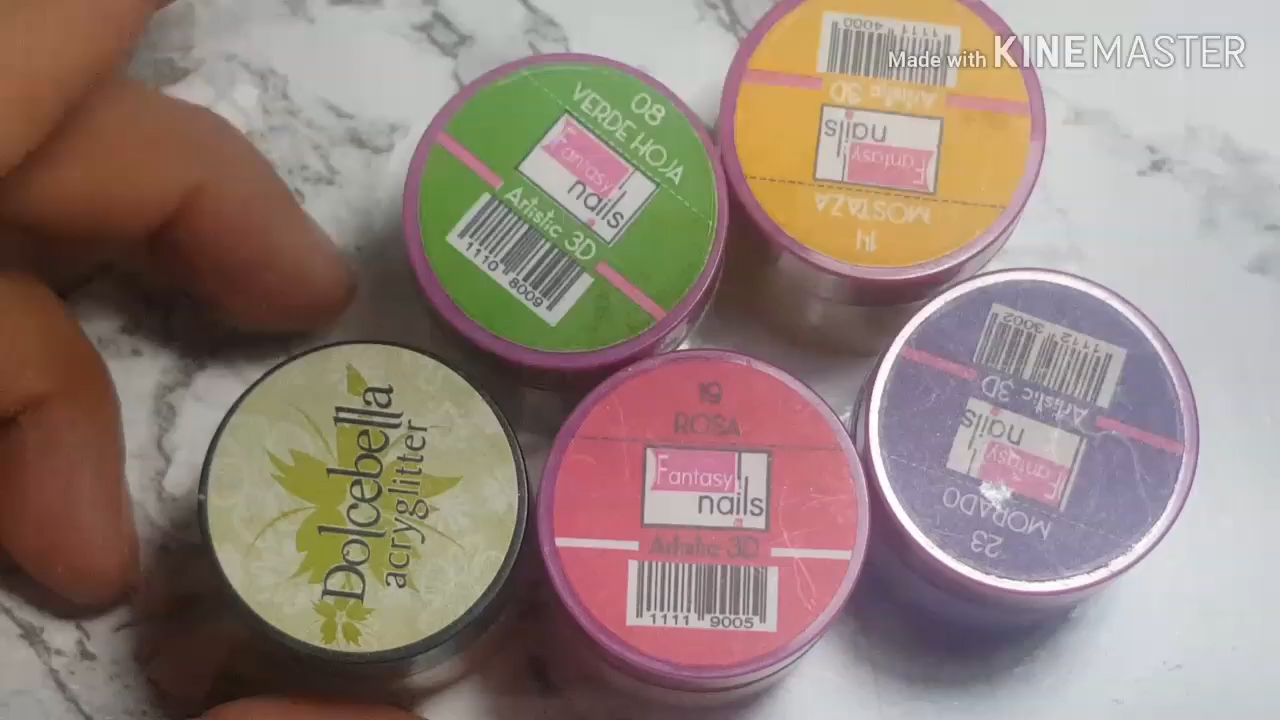 Made with KINEMASTER
08
VERDE HOJA
Fantasy
nails
Artistic 3D
1110 8009
1111 4000
Artistic 3D
Fantasy
nails
MOSTAZA
14
Dolcebella
acryglitter
19
ROSA
Fantasy
nails
Artistic 3D
1111 9005
1112 3002
Artistic 3D
Fantasy
nails
MORADO
23